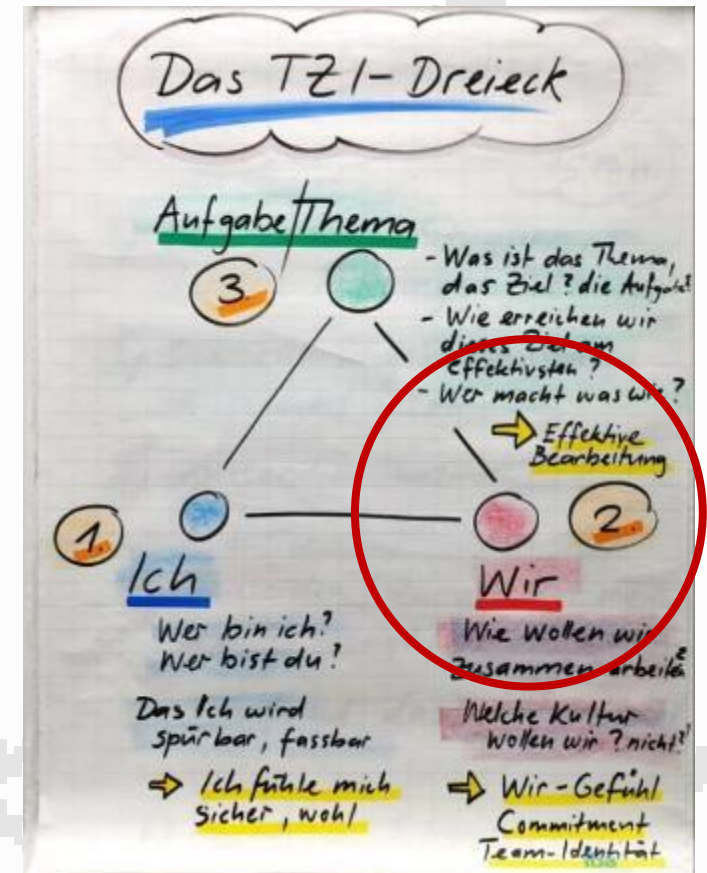 Das TZI-Dreieck
Aufgabe/Thema
3.
- Was ist das Thema,
das Ziel? die Aufgabe?
- Wie erreichen wir
dieses Ziel am
Effektivsten?
- Wer macht was wie?
⇨ Effektive
Bearbeitung
1.
Ich
Wer bin ich?
Wer bist du?
Das Ich wird
spürbar, fassbar
⇨ Ich fühle mich
sicher, wohl
2.
Wir
Wie wollen wir
zusammen arbeiten?
Welche Kultur
wollen wir? nicht?
⇨ Wir-Gefühl
Commitment
Team-Identität